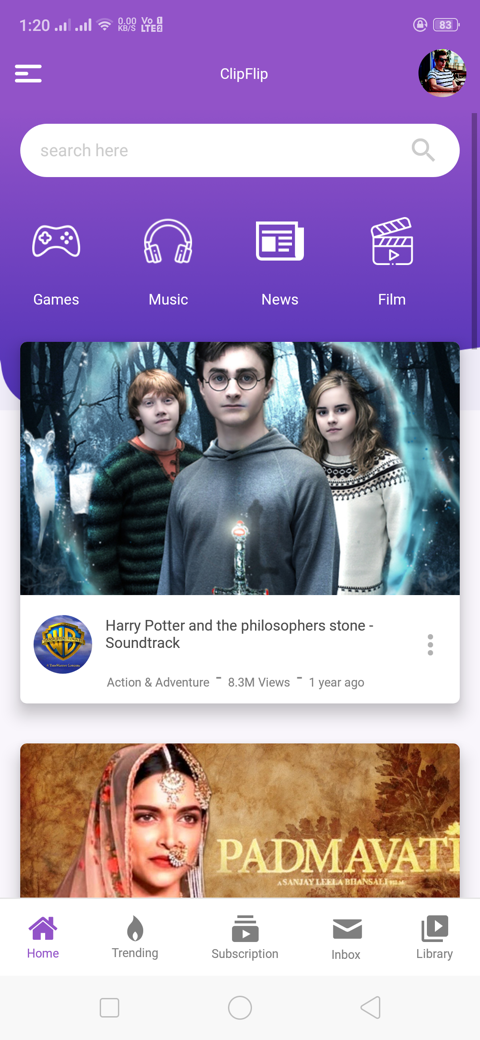 1:20
0.00
KB/S
Vo
LTE
83
ClipFlip
search here
Games
Music
News
Film
Harry Potter and the philosophers stone -
Soundtrack
Action & Adventure - 8.3M Views - 1 year ago
PADMAVATI
A SANJAY LEELA BHANSALI FILM
Home
Trending
Subscription
Inbox
Library